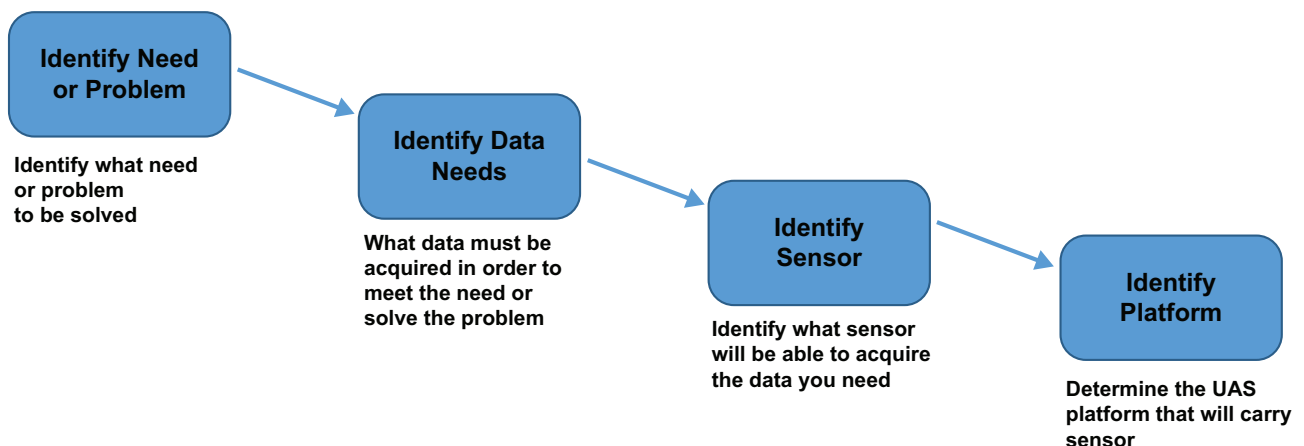 Identify Need
or Problem
Identify what need
or problem
to be solved
Identify Data
Needs
What data must be
acquired in order to
meet the need or
solve the problem
Identify
Sensor
Identify what sensor
will be able to acquire
the data you need
Identify
Platform
Determine the UAS
platform that will carry
sensor